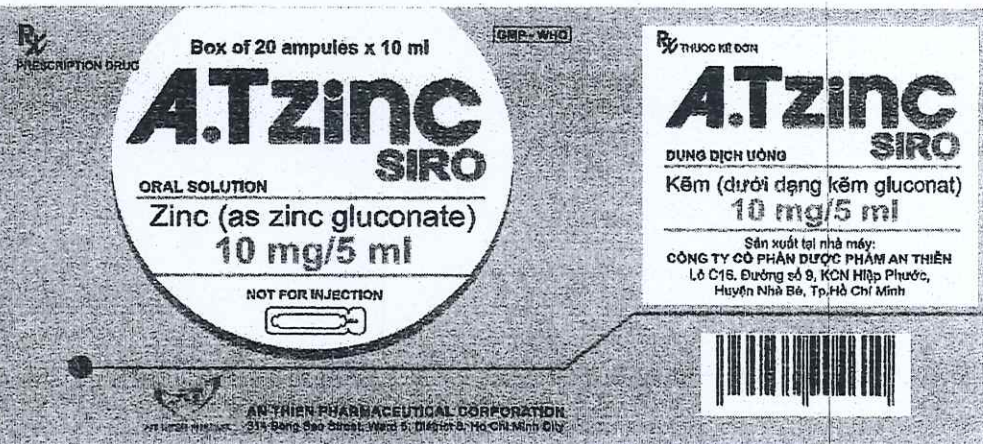 Rx
PRESCRIPTION DRUG
Box of 20 ampules x 10 ml
GMP - WHO
A.Tzinc
SIRO
ORAL SOLUTION
Zinc (as zinc gluconate)
10 mg/5 ml
NOT FOR INJECTION
AN THIEN PHARMACEUTICAL CORPORATION
314 Bong Sao Street, Ward 5, District 8, Ho Chi Minh City
Rx THUỐC KÊ ĐƠN
A.Tzinc
SIRO
DUNG DỊCH UỐNG
Kẽm (dưới dạng kẽm gluconat)
10 mg/5 ml
Sản xuất tại nhà máy:
CÔNG TY CỔ PHẦN DƯỢC PHẨM AN THIÊN
Lô C16, Đường số 9, KCN Hiệp Phước,
Huyện Nhà Bè, Tp.Hồ Chí Minh